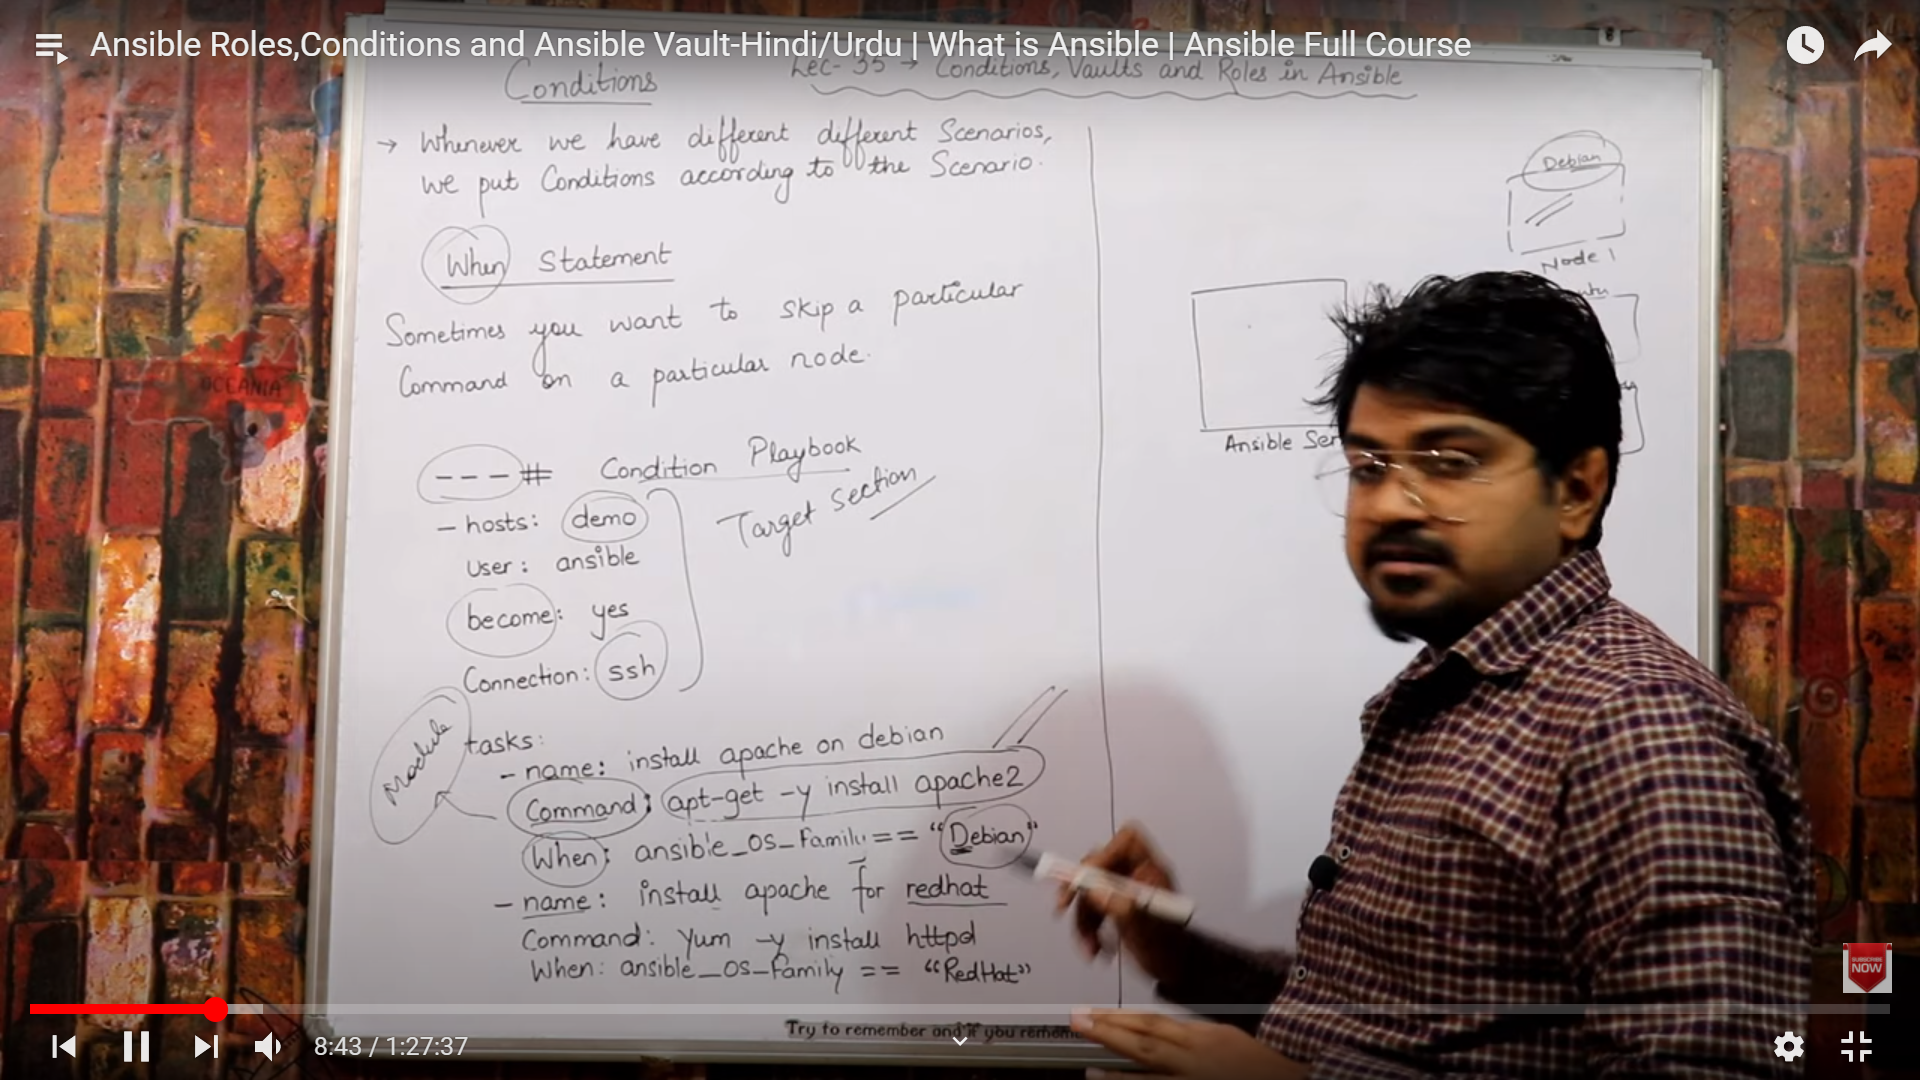 Ansible Roles,Conditions and Ansible Vault-Hindi/Urdu | What is Ansible | Ansible Full Course
Lec- 35 → Conditions, Vaults and Roles in Ansible
Conditions
→ Whenever we have different different Scenarios,
we put Conditions according to the Scenario.
When Statement
Sometimes you want to skip a particular
Command on a particular node.
--- # Condition Playbook
Target Section
- hosts: demo
user: ansible
become: yes
Connection: ssh
Module
tasks:
- name: install apache on debian
Command: apt-get -y install apache2
When: ansible_os_Family == "Debian"
- name: install apache for redhat
Command: yum -y install httpd
When: ansible_os_Family == "RedHat"
Debian
Node 1
Ansible Ser
OCEANIA
Try to remember and if you remem
SUBSCRIBE
NOW
8:43 / 1:27:37